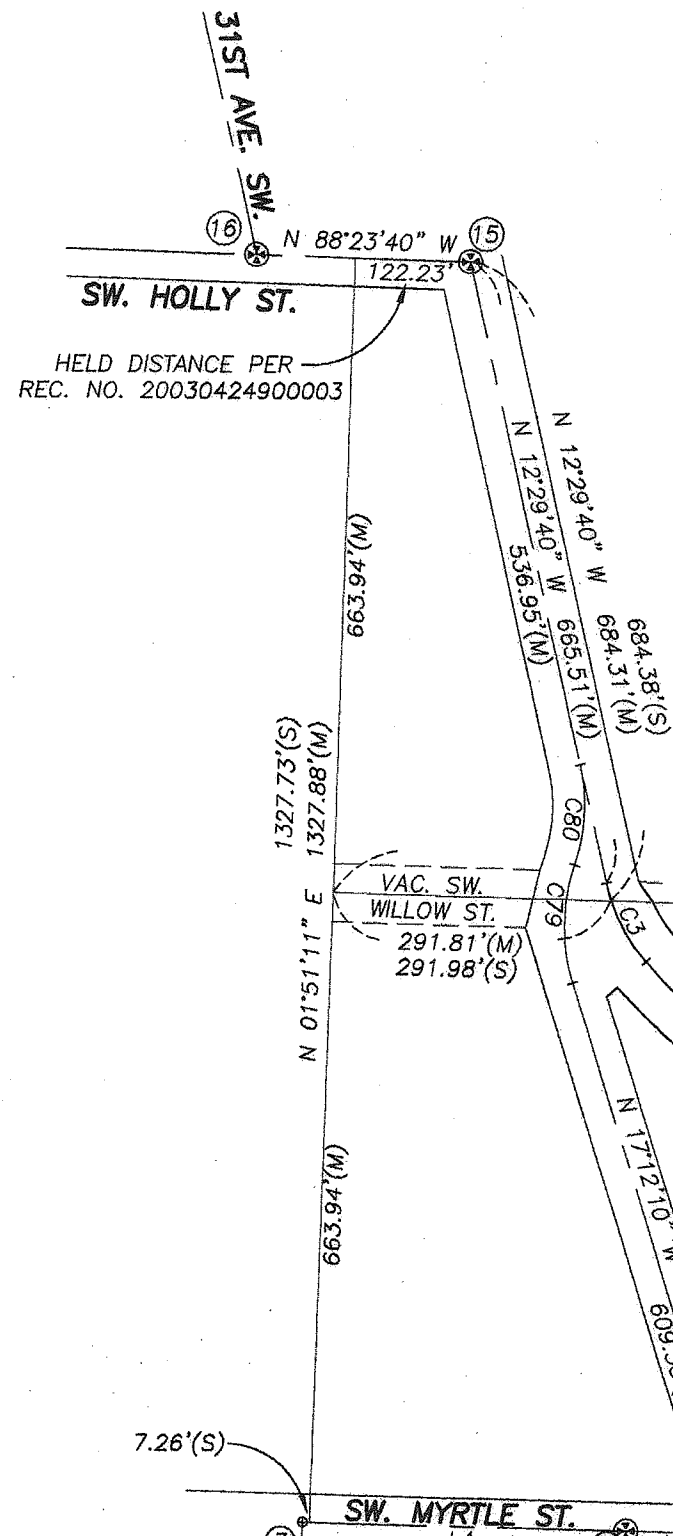 31ST AVE. SW.
16
N 88°23'40" W
15
122.23'
SW. HOLLY ST.
HELD DISTANCE PER
REC. NO. 20030424900003
N 12°29'40" W
684.38'(S)
684.31'(M)
N 12°29'40" W 665.51'(M)
536.95'(M)
663.94'(M)
1327.73'(S)
N 01°51'11" E 1327.88'(M)
C80
VAC. SW.
WILLOW ST.
C79
C3
291.81'(M)
291.98'(S)
N 17°12'10" W
663.94'(M)
7.26'(S)
SW. MYRTLE ST.